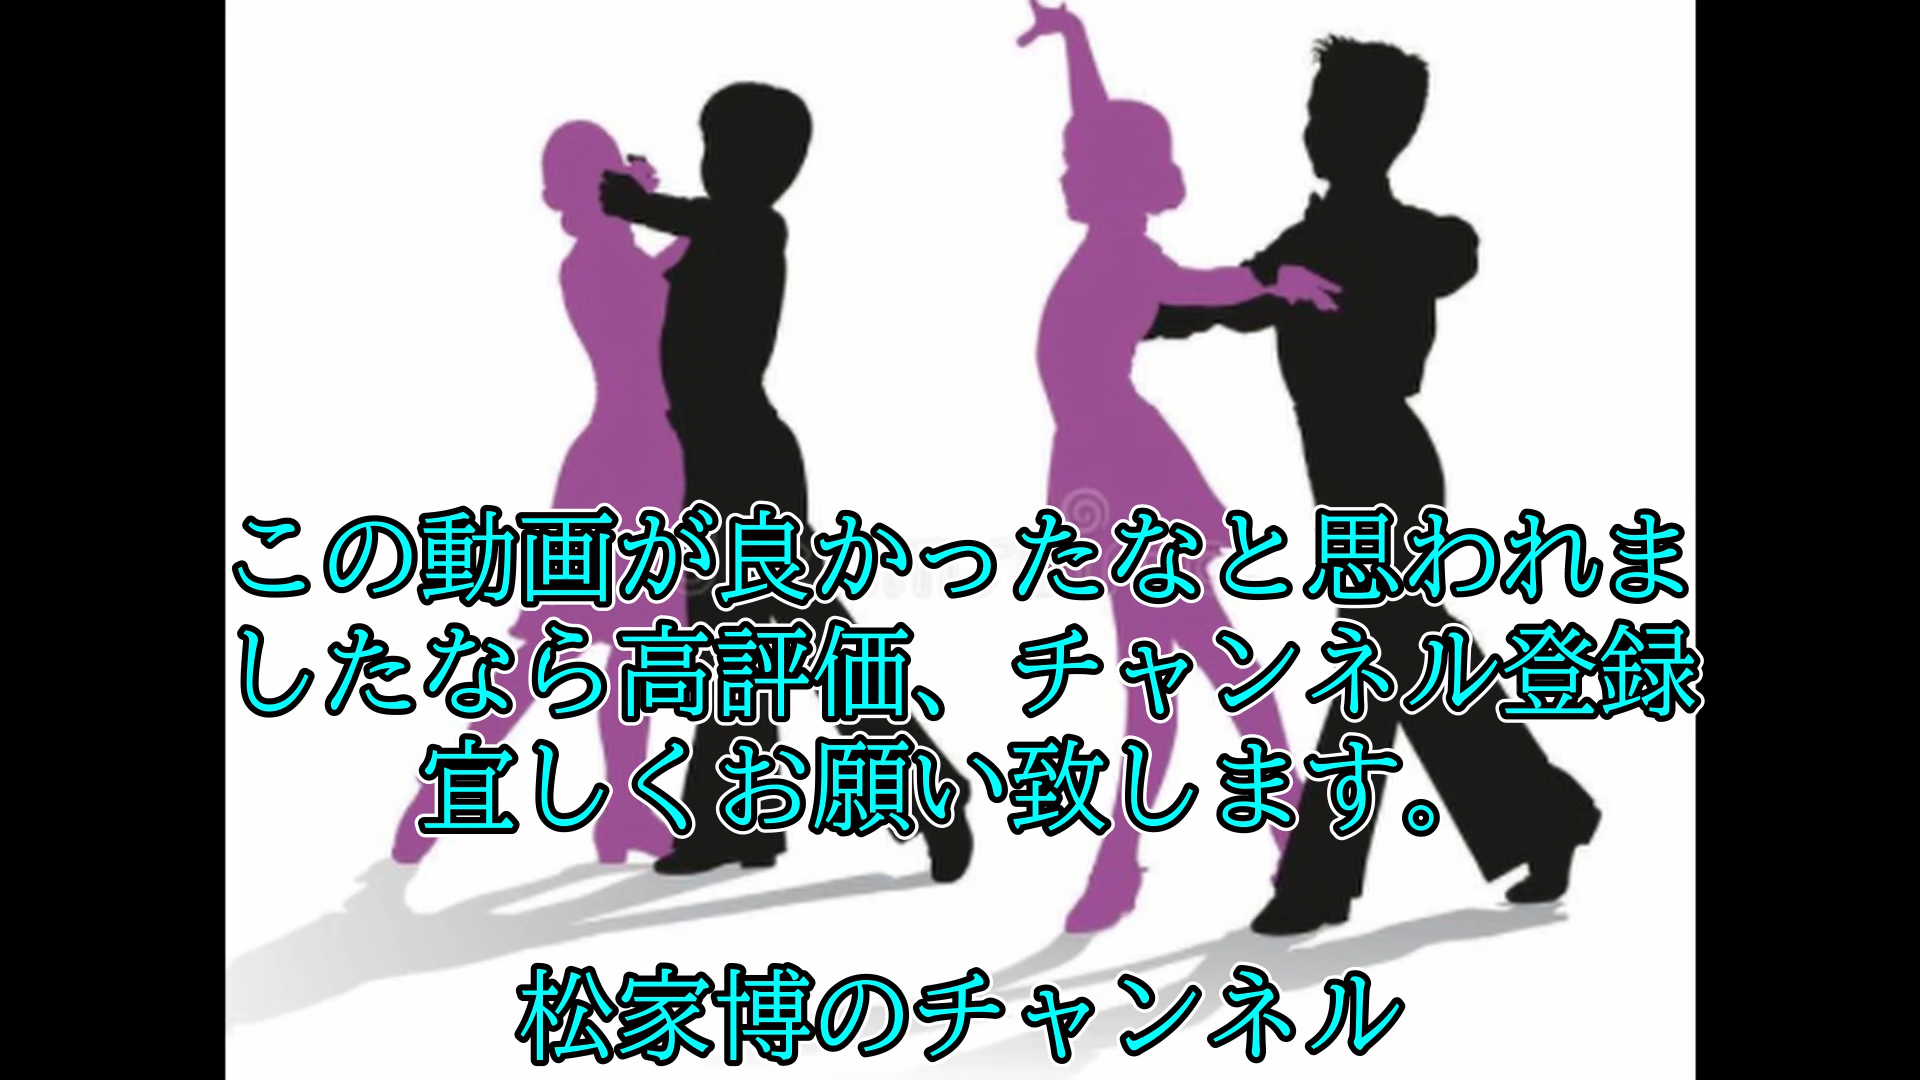 この動画が良かったなと思われま
したなら高評価、チャンネル登録
宜しくお願い致します。
松家博のチャンネル